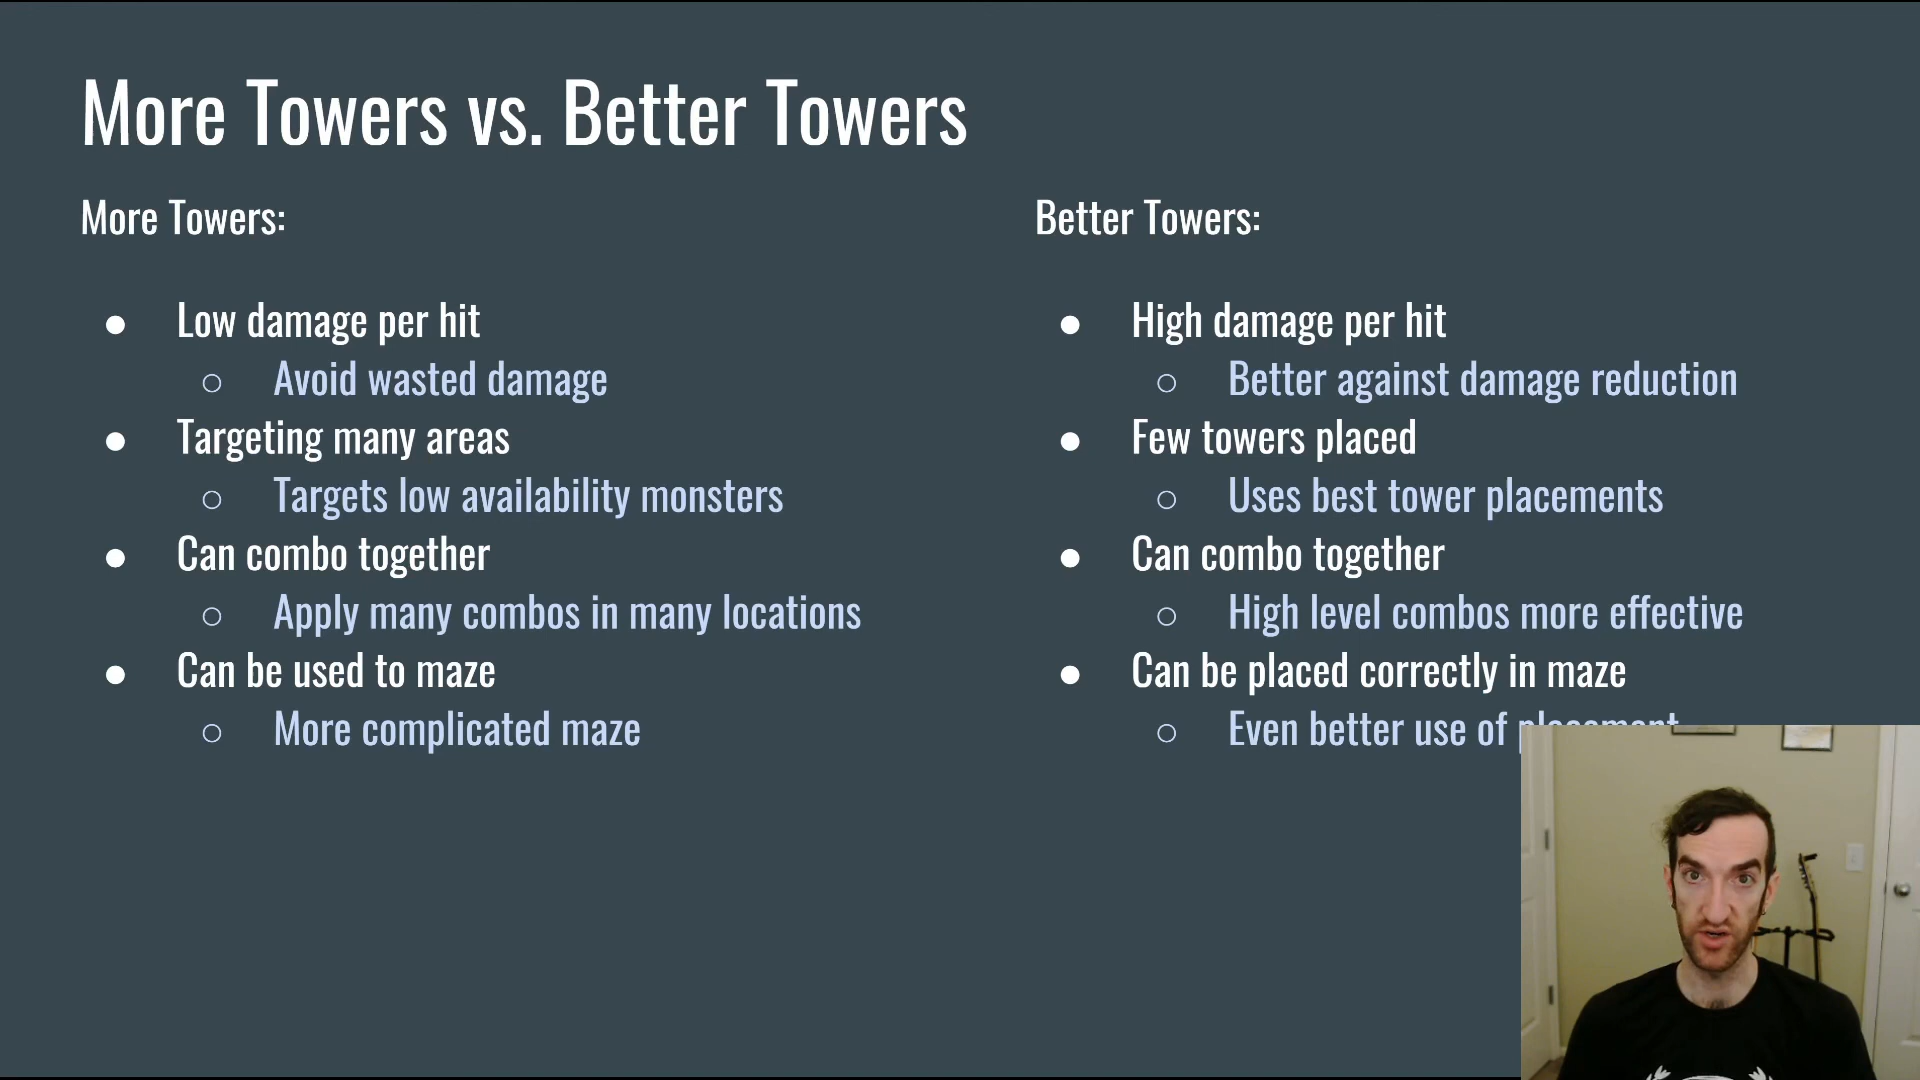 More Towers vs. Better Towers
More Towers:
Low damage per hit
Avoid wasted damage
Targeting many areas
Targets low availability monsters
Can combo together
Apply many combos in many locations
Can be used to maze
More complicated maze
Better Towers:
High damage per hit
Better against damage reduction
Few towers placed
Uses best tower placements
Can combo together
High level combos more effective
Can be placed correctly in maze
Even better use of placement